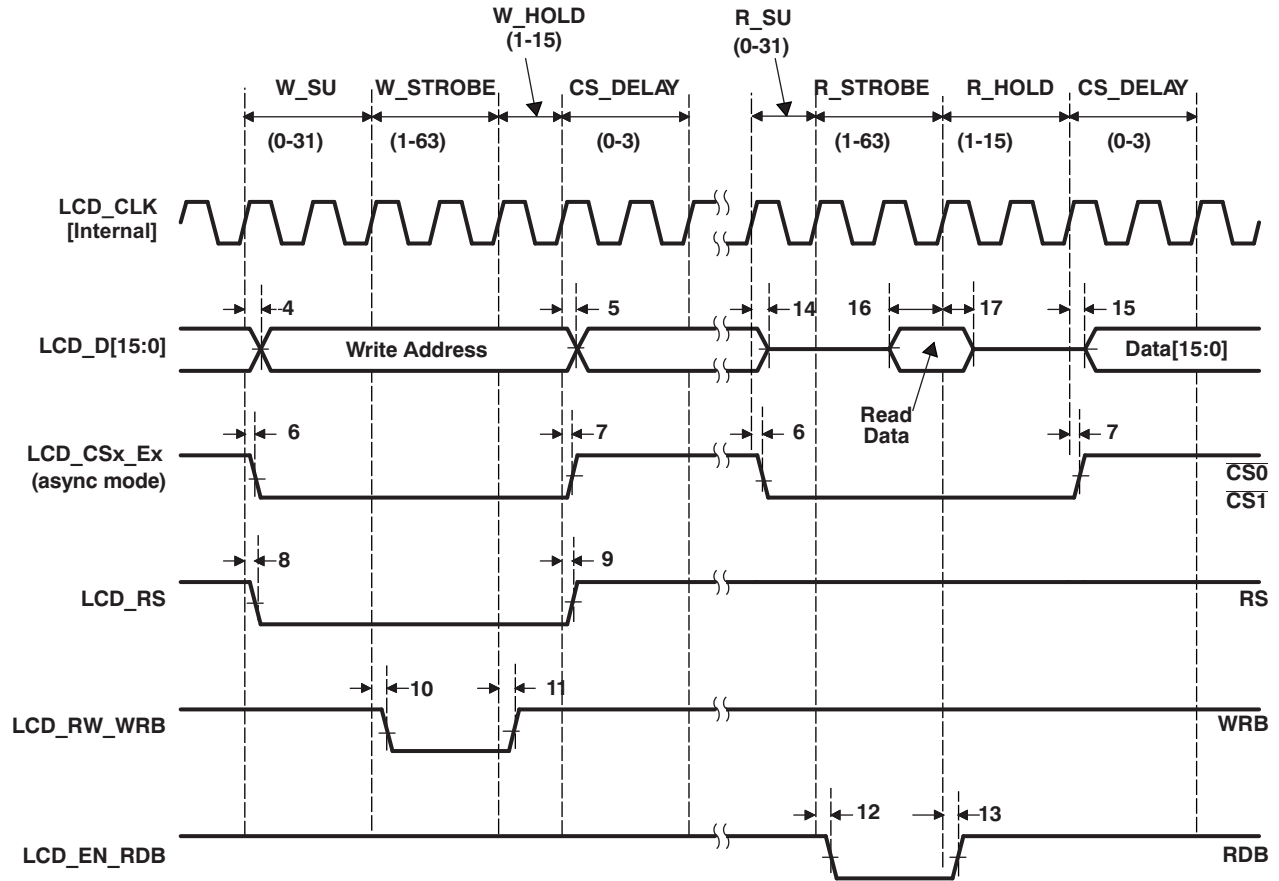 W_HOLD
(1-15)
R_SU
(0-31)
W_SU
W_STROBE
CS_DELAY
R_STROBE
R_HOLD
CS_DELAY
(0-31)
(1-63)
(0-3)
(1-63)
(1-15)
(0-3)
LCD_CLK
[Internal]
4
5
14
16
17
15
LCD_D[15:0]
Write Address
Data[15:0]
Read
Data
6
7
6
7
LCD_CSx_Ex
(async mode)
CS0
CS1
8
9
LCD_RS
RS
10
11
LCD_RW_WRB
WRB
12
13
LCD_EN_RDB
RDB